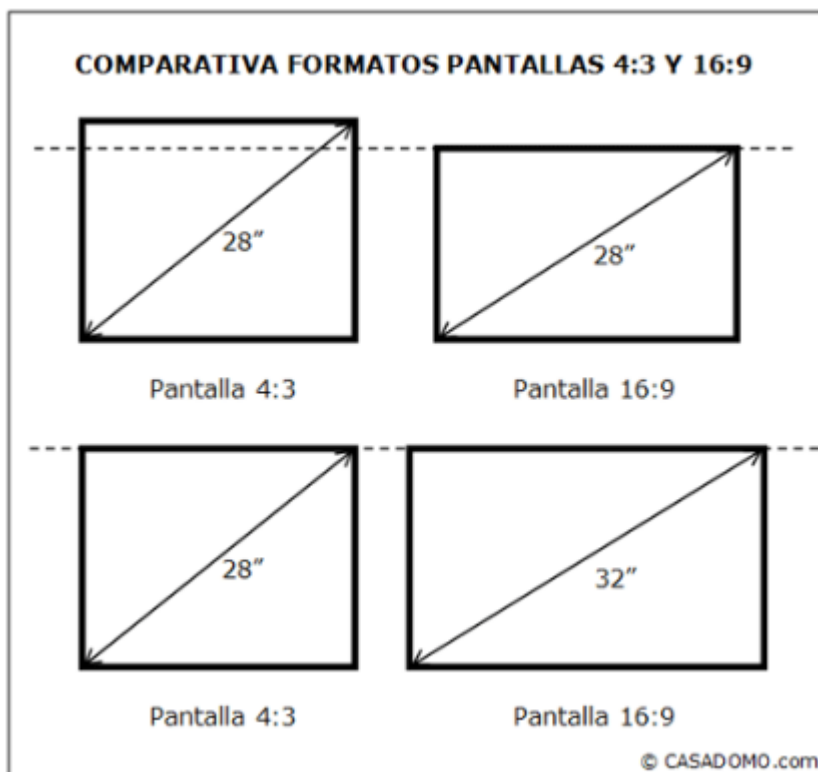 COMPARATIVA FORMATOS PANTALLAS 4:3 Y 16:9
28” 28”
Pantalla 4:3 Pantalla 16:9
28” 32”
Pantalla 4:3 Pantalla 16:9
© CASADOMO.com